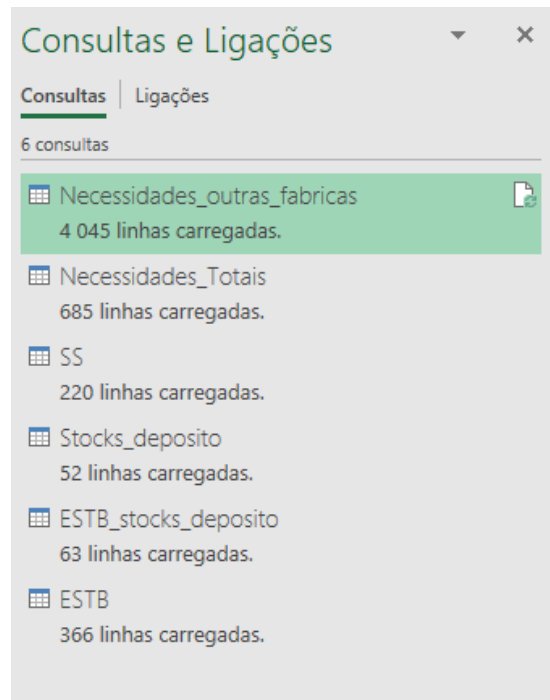 Consultas e Ligações
Consultas Ligações
6 consultas
Necessidades_outras_fabricas
4 045 linhas carregadas.
Necessidades_Totais
685 linhas carregadas.
SS
220 linhas carregadas.
Stocks_deposito
52 linhas carregadas.
ESTB_stocks_deposito
63 linhas carregadas.
ESTB
366 linhas carregadas.